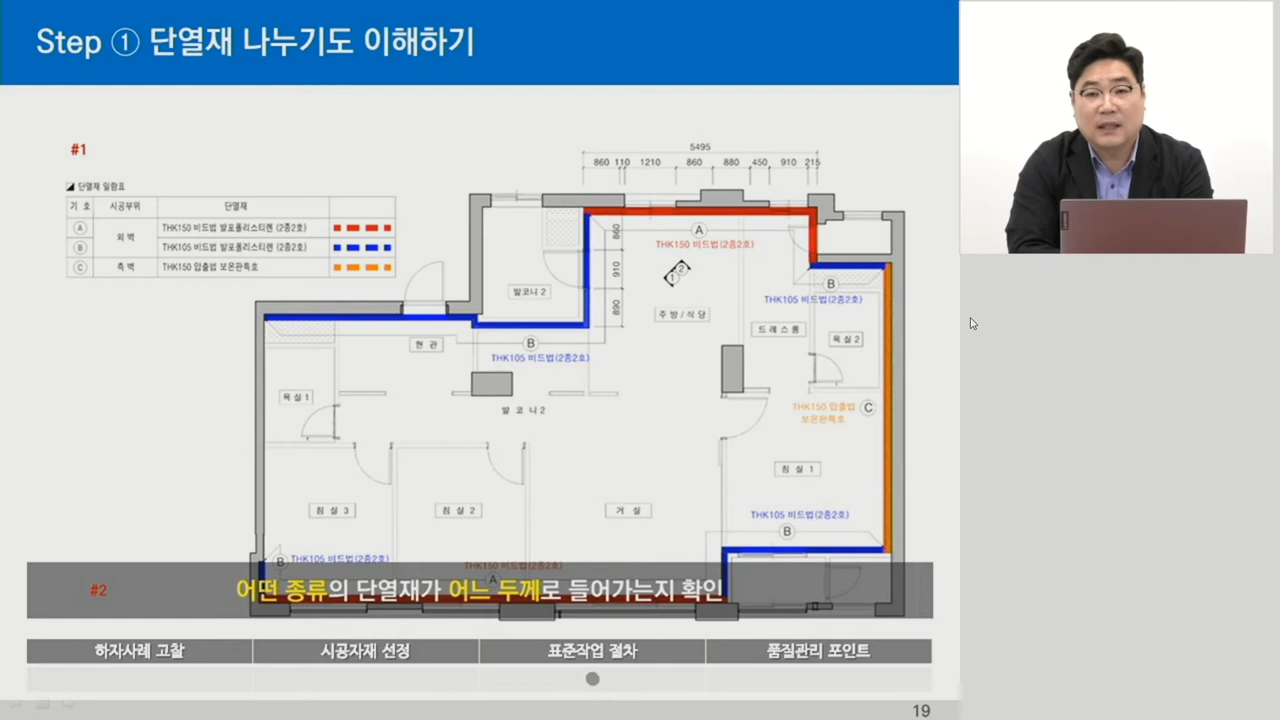 Step ① 단열재 나누기도 이해하기
#1
단열재 일람표
기 호 시공부위 단열재
A 외 벽 THK150 비드법 발포폴리스티렌 (2종2호)
B THK105 비드법 발포폴리스티렌 (2종2호)
C 측 벽 THK150 압출법 보온판특호
5495
860 110 1210 860 880 450 910 215
860
910
890
A
THK150 비드법(2종2호)
1 2
B
THK105 비드법(2종2호)
발코니2
주방/식당
드레스룸
욕실2
현 관
B
THK105 비드법(2종2호)
욕실1
발 코 니 2
THK150 압출법
보온판특호
C
침 실 1
침 실 3
침 실 2
거 실
THK105 비드법(2종2호)
B
B THK105 비드법(2종2호)
THK150 비드법(2종2호)
A
#2
어떤 종류의 단열재가 어느 두께로 들어가는지 확인
하자사례 고찰 시공자재 선정 표준작업 절차 품질관리 포인트
19